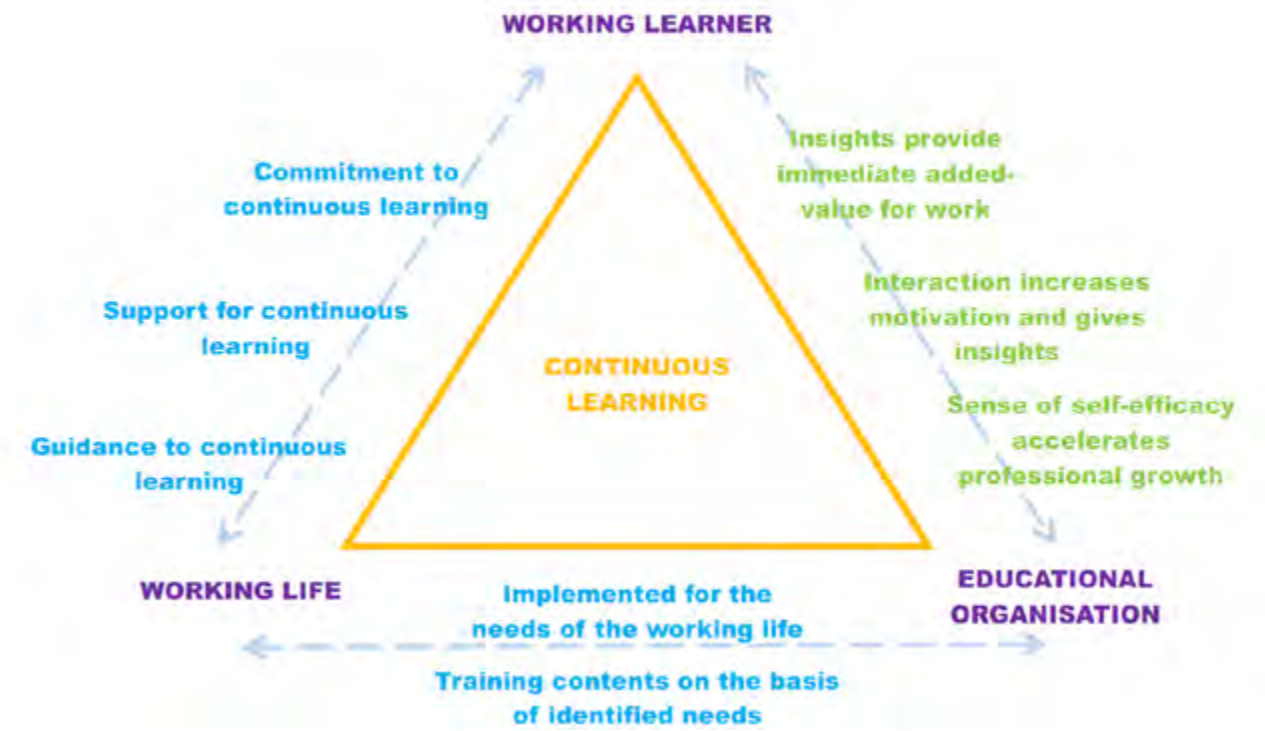 WORKING LEARNER
Commitment to
continuous learning
Support for continuous
learning
Guidance to continuous
learning
Insights provide
immediate added-
value for work
Interaction increases
motivation and gives
insights
Sense of self-efficacy
accelerates
professional growth
CONTINUOUS
LEARNING
WORKING LIFE
EDUCATIONAL
ORGANISATION
Implemented for the
needs of the working life
Training contents on the basis
of identified needs